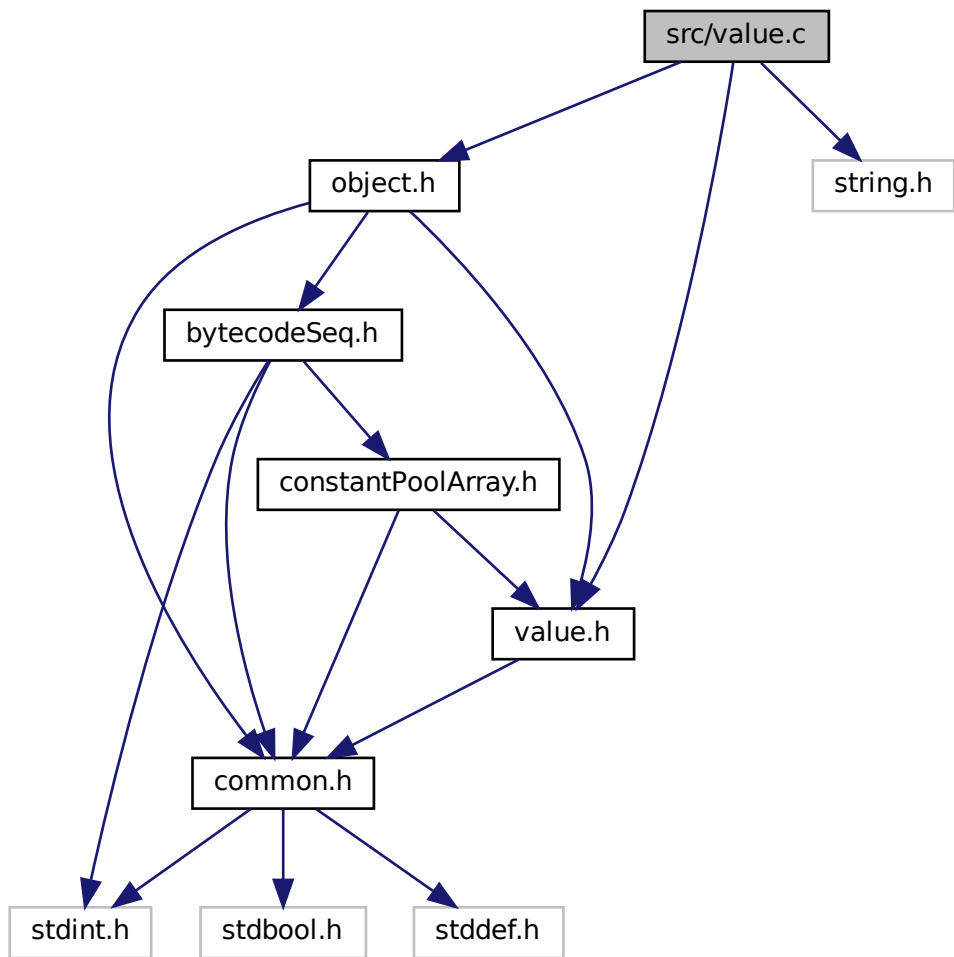 src/value.c
object.h
string.h
bytecodeSeq.h
constantPoolArray.h
value.h
common.h
stdint.h
stdbool.h
stddef.h